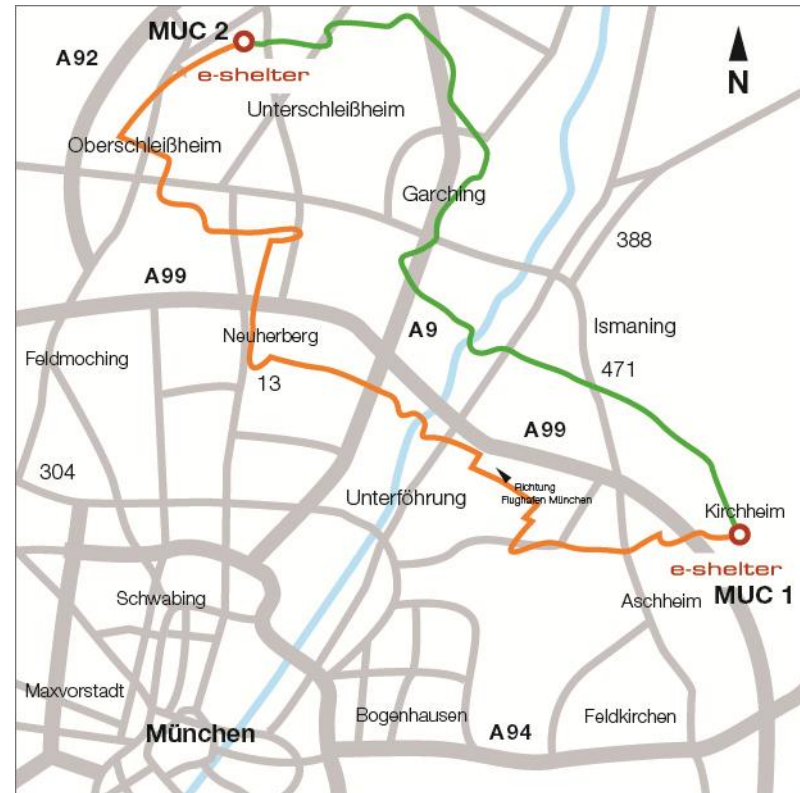 MUC 2
A92
e-shelter
N
Unterschleißheim
Oberschleißheim
Garching
388
A99
Ismaning
A9
Neuherberg
Feldmoching
471
13
A99
304
Richtung
Flughafen München
Unterföhrung
Kirchheim
e-shelter
MUC 1
Schwabing
Aschheim
Maxvorstadt
Bogenhausen
Feldkirchen
München
A94